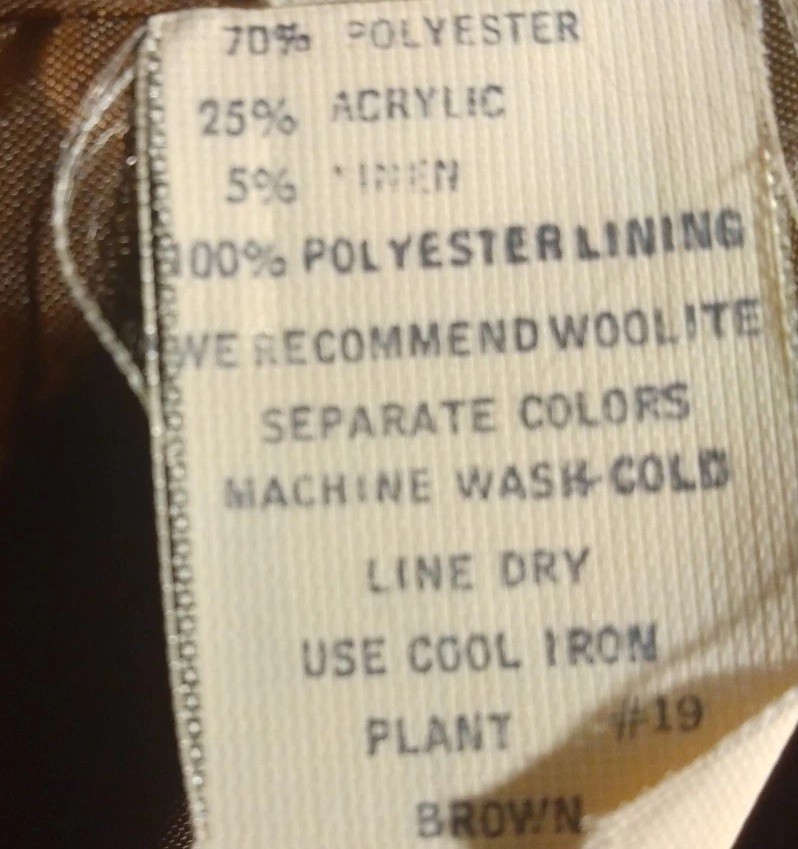 70% POLYESTER
25% ACRYLIC
5% LINEN
100% POLYESTER LINING
WE RECOMMEND WOOLITE
SEPARATE COLORS
MACHINE WASH COLD
LINE DRY
USE COOL IRON
PLANT #19
BROWN